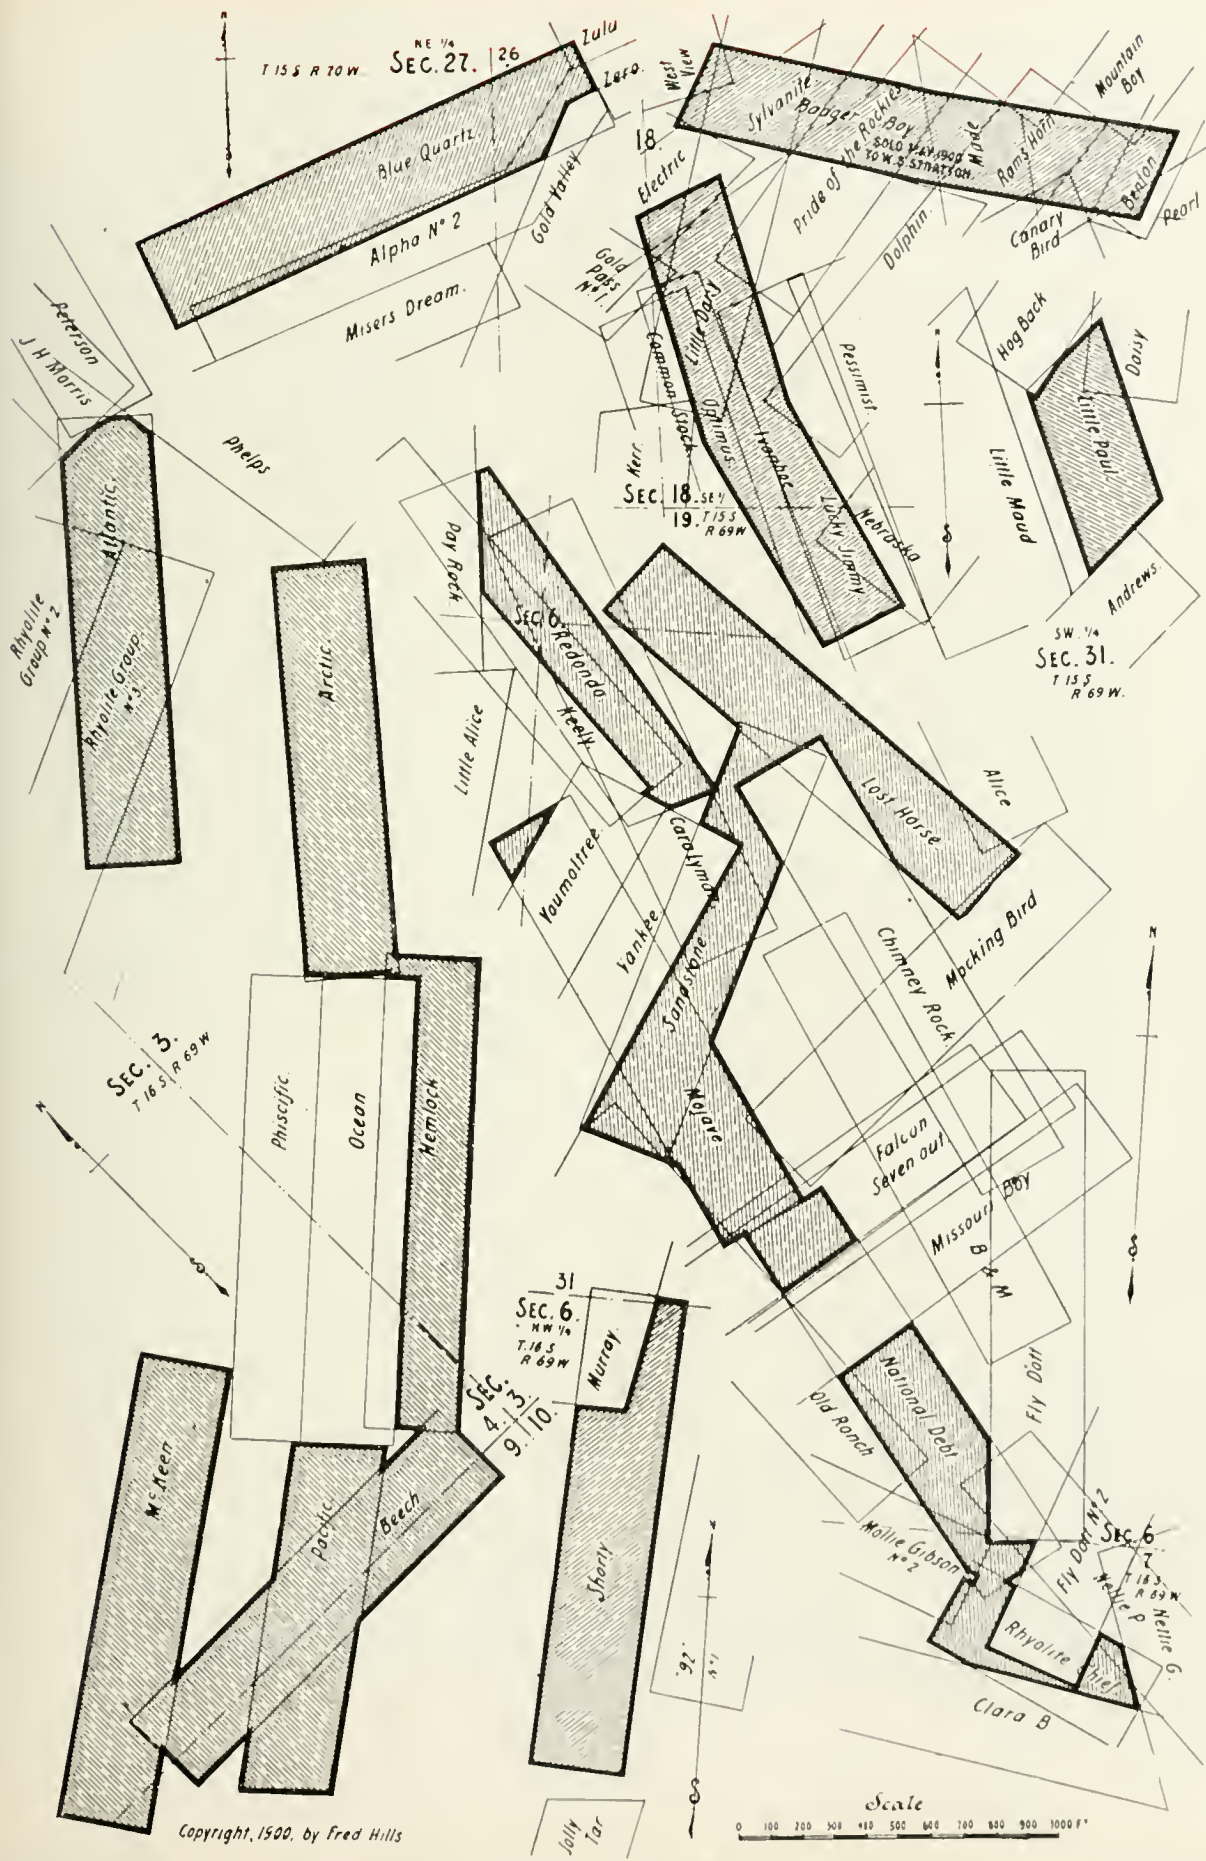 N
NE 1/4
T 15 S R 70 W SEC. 27. 26
Zulu
Zero.
Blue Quartz.
Alpha No 2
Gold Valley
Misers Dream.
West View
18.
Sylvanite
Badger Boy
Pride of the Rockies
SOLD MAY 1900
TO W S STRATTON
Made
Rams Horn
Mountain Boy
Canary Bird
Benton
Pearl
Dolphin.
Electric
Gold Pass No 1.
Little Daisy
Common Stock
Optimus.
Ivanhoe
Lucky Jimmy
Nebraska
Pessimist.
Kerr.
SEC. 18. SE 1/4
19. T 15 S
R 69 W
S
Hog Back
Daisy
Little Paul.
Little Maud
Andrews.
SW. 1/4
SEC. 31.
T 15 S
R 69 W.
Peterson
J H Morris
Phelps
Atlantic.
Rhyolite Group No 2
Rhyolite Group. No 3.
Arctic.
Day Rock
SEC. 6.
Redonda
Keely.
Little Alice
Lost Horse
Alice
Youmoltree.
Yankee
Sandstone
Chimney Rock.
Mocking Bird
N
SEC. 3.
T 16 S R 69 W
N
Phiscific.
Ocean
Hemlock
Mojave
Falcon
Seven out.
Missouri Boy
B & M
S
S
31
SEC. 6.
NW 1/4
T. 16 S
R 69 W
Murray.
SEC.
4. 3.
9. 10.
Fly Dott
National Debt
Old Ranch
McKeen
Pacific
Beech
Shorty
Mollie Gibson No 2
Fly Dott No 2
SEC. 6
7
T 16 S.
R 69 W
Nellie P
Nellie G.
Rhyolite Chief
Clara B
S
Jolly Tar
Copyright, 1900, by Fred Hills
Scale
0 100 200 300 400 500 600 700 800 900 1000 FT